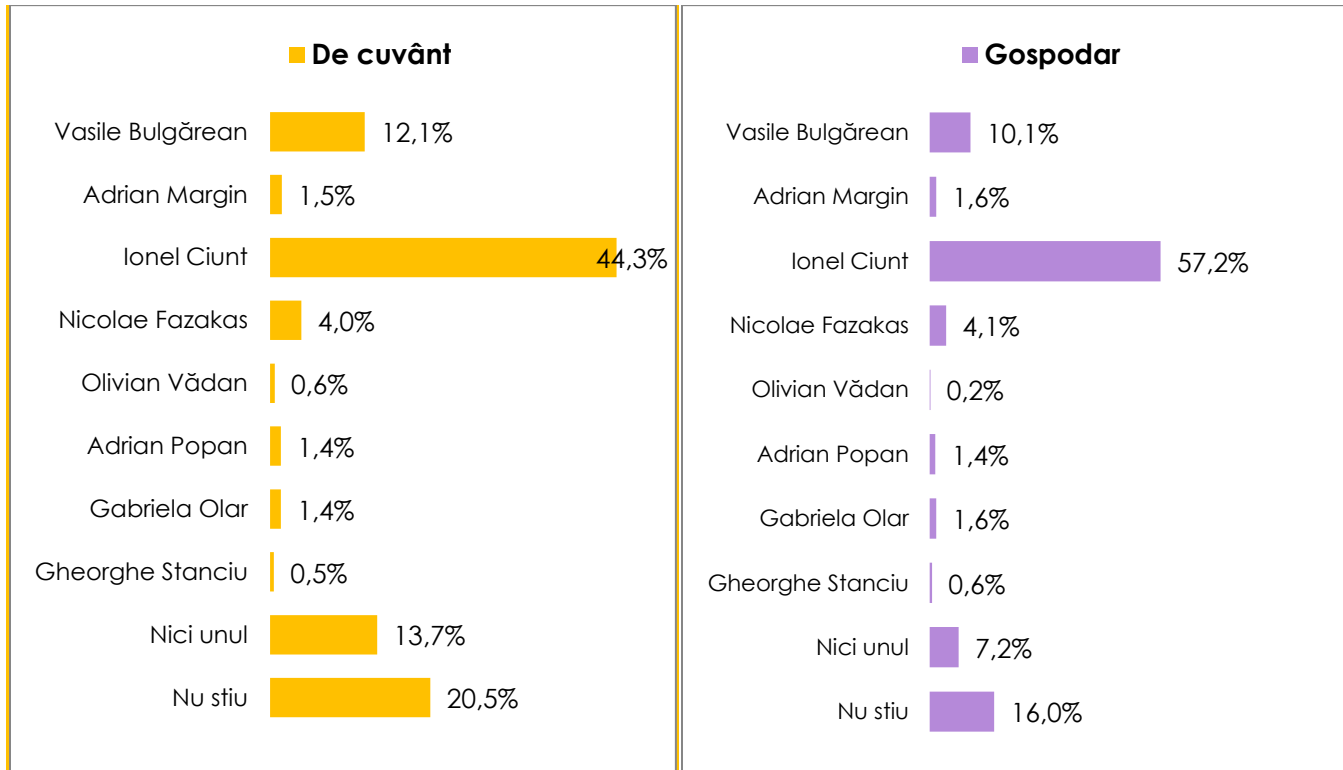 De cuvânt
Vasile Bulgărean 12,1%
Adrian Margin 1,5%
Ionel Ciunt 44,3%
Nicolae Fazakas 4,0%
Olivian Vădan 0,6%
Adrian Popan 1,4%
Gabriela Olar 1,4%
Gheorghe Stanciu 0,5%
Nici unul 13,7%
Nu stiu 20,5%
Gospodar
Vasile Bulgărean 10,1%
Adrian Margin 1,6%
Ionel Ciunt 57,2%
Nicolae Fazakas 4,1%
Olivian Vădan 0,2%
Adrian Popan 1,4%
Gabriela Olar 1,6%
Gheorghe Stanciu 0,6%
Nici unul 7,2%
Nu stiu 16,0%